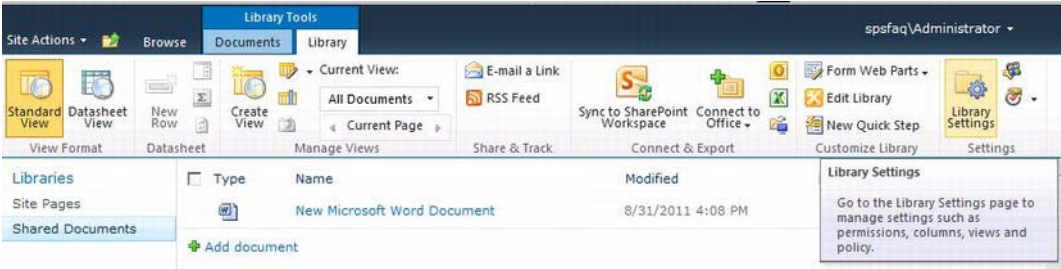 Library Tools
Site Actions Browse Documents Library spsfaq\Administrator
Standard View
Datasheet View
New Row
Create View
Current View:
All Documents
Current Page
E-mail a Link
RSS Feed
Sync to SharePoint Workspace
Connect to Office
Form Web Parts
Edit Library
New Quick Step
Library Settings
View Format Datasheet Manage Views Share & Track Connect & Export Customize Library Settings
Libraries
Site Pages
Shared Documents
Type Name Modified
New Microsoft Word Document 8/31/2011 4:08 PM
Add document
Library Settings
Go to the Library Settings page to
manage settings such as
permissions, columns, views and
policy.